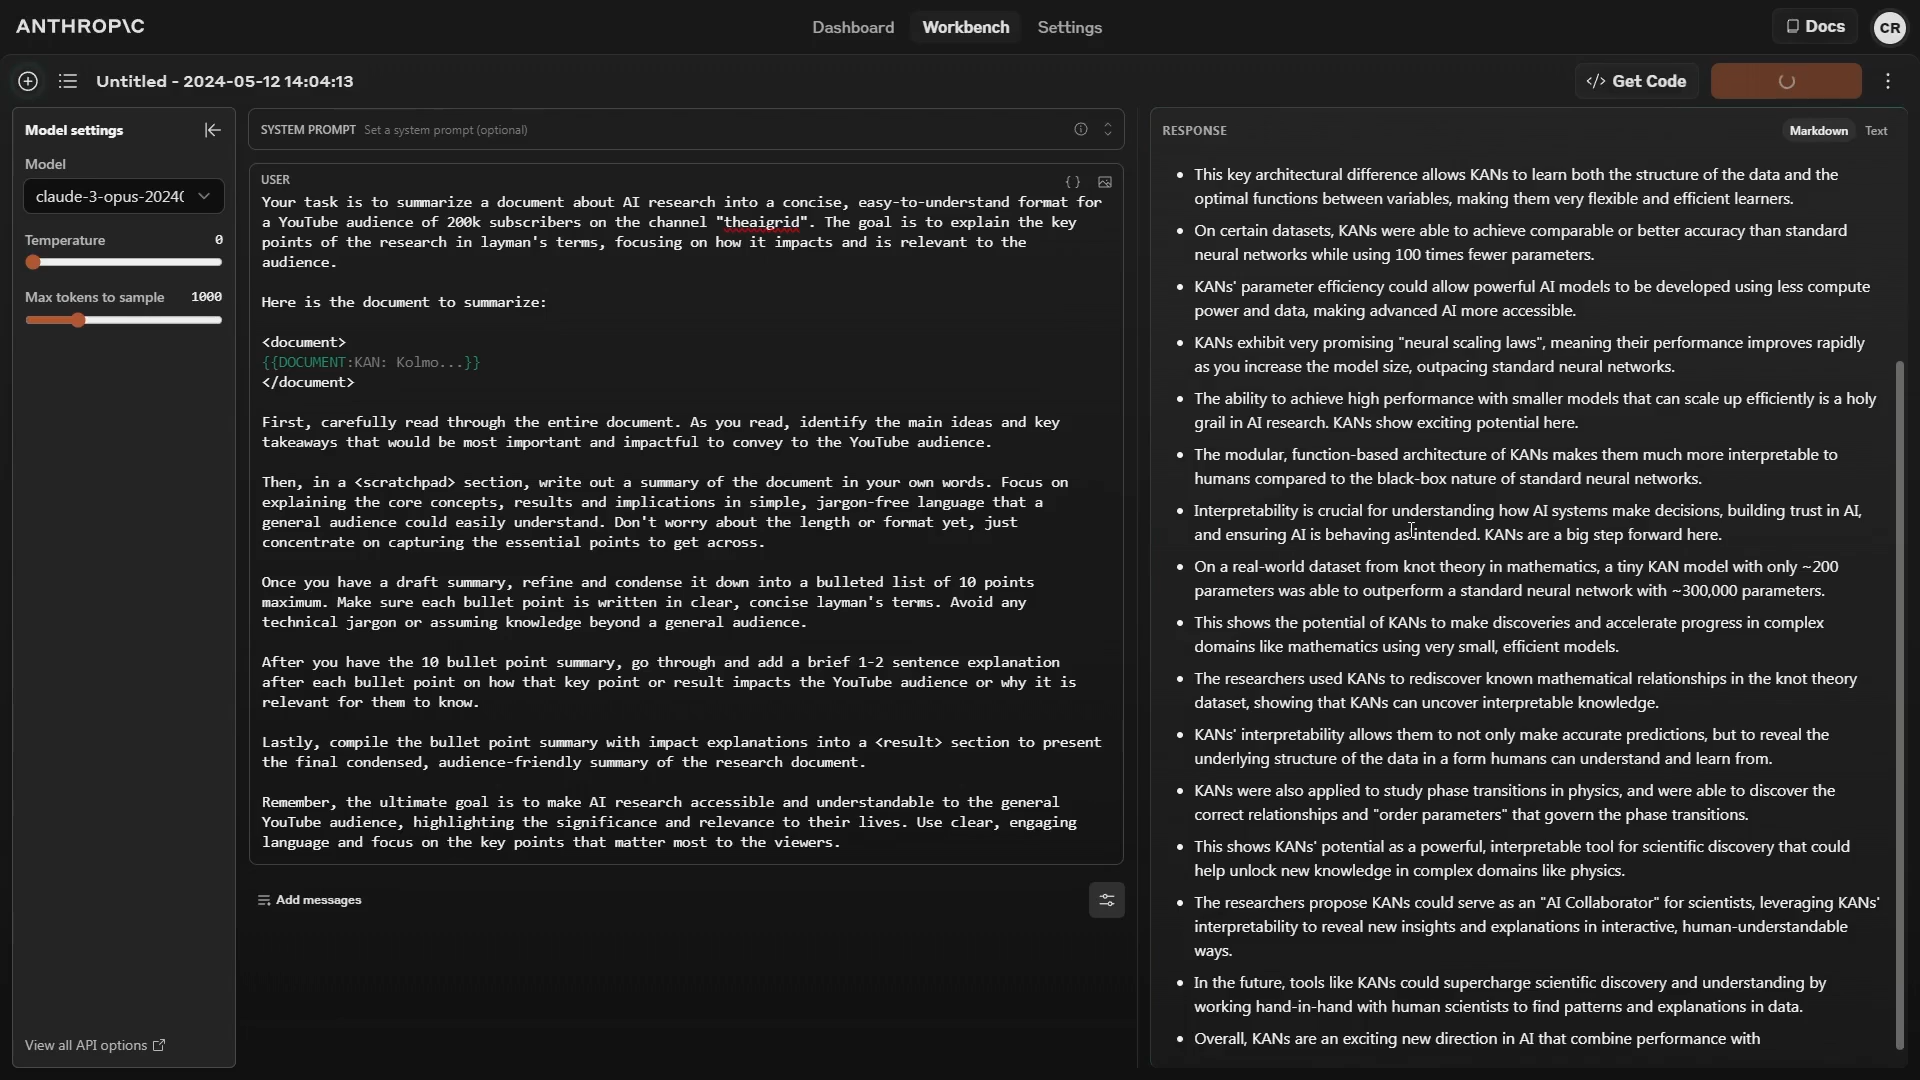 ANTHROP\C
Dashboard
Workbench
Settings
Docs
CR
Untitled - 2024-05-12 14:04:13
</> Get Code
Model settings
Model
claude-3-opus-2024(
Temperature 0
Max tokens to sample 1000
View all API options
SYSTEM PROMPT Set a system prompt (optional)
USER
{ }
Your task is to summarize a document about AI research into a concise, easy-to-understand format for
a YouTube audience of 200k subscribers on the channel "theaigrid". The goal is to explain the key
points of the research in layman's terms, focusing on how it impacts and is relevant to the
audience.
Here is the document to summarize:
<document>
{{DOCUMENT:KAN: Kolmo...}}
</document>
First, carefully read through the entire document. As you read, identify the main ideas and key
takeaways that would be most important and impactful to convey to the YouTube audience.
Then, in a <scratchpad> section, write out a summary of the document in your own words. Focus on
explaining the core concepts, results and implications in simple, jargon-free language that a
general audience could easily understand. Don't worry about the length or format yet, just
concentrate on capturing the essential points to get across.
Once you have a draft summary, refine and condense it down into a bulleted list of 10 points
maximum. Make sure each bullet point is written in clear, concise layman's terms. Avoid any
technical jargon or assuming knowledge beyond a general audience.
After you have the 10 bullet point summary, go through and add a brief 1-2 sentence explanation
after each bullet point on how that key point or result impacts the YouTube audience or why it is
relevant for them to know.
Lastly, compile the bullet point summary with impact explanations into a <result> section to present
the final condensed, audience-friendly summary of the research document.
Remember, the ultimate goal is to make AI research accessible and understandable to the general
YouTube audience, highlighting the significance and relevance to their lives. Use clear, engaging
language and focus on the key points that matter most to the viewers.
Add messages
RESPONSE
Markdown
Text
• This key architectural difference allows KANs to learn both the structure of the data and the
optimal functions between variables, making them very flexible and efficient learners.
• On certain datasets, KANs were able to achieve comparable or better accuracy than standard
neural networks while using 100 times fewer parameters.
• KANs' parameter efficiency could allow powerful AI models to be developed using less compute
power and data, making advanced AI more accessible.
• KANs exhibit very promising "neural scaling laws", meaning their performance improves rapidly
as you increase the model size, outpacing standard neural networks.
• The ability to achieve high performance with smaller models that can scale up efficiently is a holy
grail in AI research. KANs show exciting potential here.
• The modular, function-based architecture of KANs makes them much more interpretable to
humans compared to the black-box nature of standard neural networks.
• Interpretability is crucial for understanding how AI systems make decisions, building trust in AI,
and ensuring AI is behaving as intended. KANs are a big step forward here.
• On a real-world dataset from knot theory in mathematics, a tiny KAN model with only ~200
parameters was able to outperform a standard neural network with ~300,000 parameters.
• This shows the potential of KANs to make discoveries and accelerate progress in complex
domains like mathematics using very small, efficient models.
• The researchers used KANs to rediscover known mathematical relationships in the knot theory
dataset, showing that KANs can uncover interpretable knowledge.
• KANs' interpretability allows them to not only make accurate predictions, but to reveal the
underlying structure of the data in a form humans can understand and learn from.
• KANs were also applied to study phase transitions in physics, and were able to discover the
correct relationships and "order parameters" that govern the phase transitions.
• This shows KANs' potential as a powerful, interpretable tool for scientific discovery that could
help unlock new knowledge in complex domains like physics.
• The researchers propose KANs could serve as an "AI Collaborator" for scientists, leveraging KANs'
interpretability to reveal new insights and explanations in interactive, human-understandable
ways.
• In the future, tools like KANs could supercharge scientific discovery and understanding by
working hand-in-hand with human scientists to find patterns and explanations in data.
• Overall, KANs are an exciting new direction in AI that combine performance with